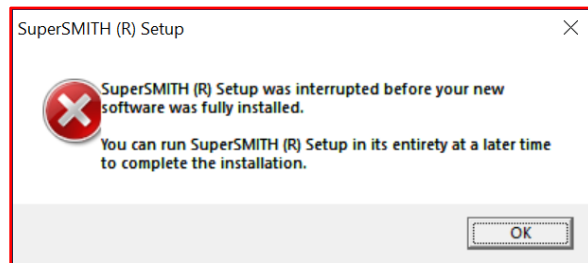 SuperSMITH (R) Setup
SuperSMITH (R) Setup was interrupted before your new
software was fully installed.
You can run SuperSMITH (R) Setup in its entirety at a later time
to complete the installation.
OK